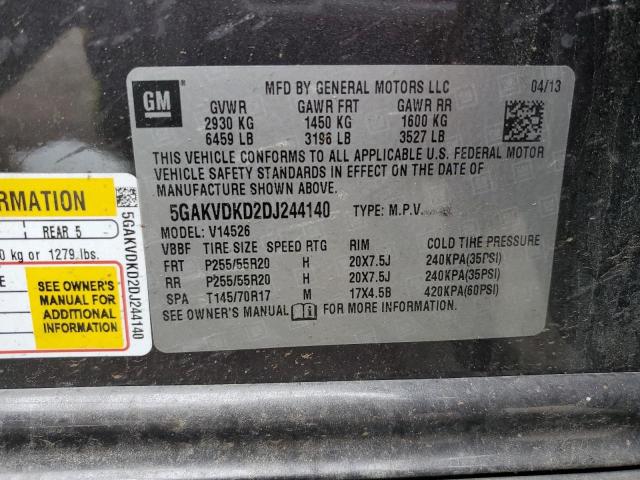 GM
MFD BY GENERAL MOTORS LLC 04/13
GVWR GAWR FRT GAWR RR
2930 KG 1450 KG 1600 KG
6459 LB 3196 LB 3527 LB
THIS VEHICLE CONFORMS TO ALL APPLICABLE U.S. FEDERAL MOTOR
VEHICLE SAFETY STANDARDS IN EFFECT ON THE DATE OF
MANUFACTURE SHOWN ABOVE.
5GAKVDKD2DJ244140 TYPE: M.P.V.
MODEL: V14526
VBBF TIRE SIZE SPEED RTG RIM COLD TIRE PRESSURE
FRT P255/55R20 H 20X7.5J 240KPA(35PSI)
RR P255/55R20 H 20X7.5J 240KPA(35PSI)
SPA T145/70R17 M 17X4.5B 420KPA(60PSI)
SEE OWNER'S MANUAL FOR MORE INFORMATION.
RMATION
REAR 5
0 kg or 1279 lbs.
E
SEE OWNER'S
MANUAL FOR
ADDITIONAL
INFORMATION
5GAKVDKD2DJ244140